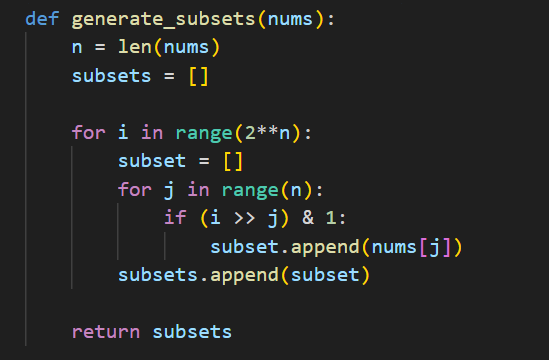 def generate_subsets(nums):
    n = len(nums)
    subsets = []

    for i in range(2**n):
        subset = []
        for j in range(n):
            if (i >> j) & 1:
                subset.append(nums[j])
        subsets.append(subset)

    return subsets